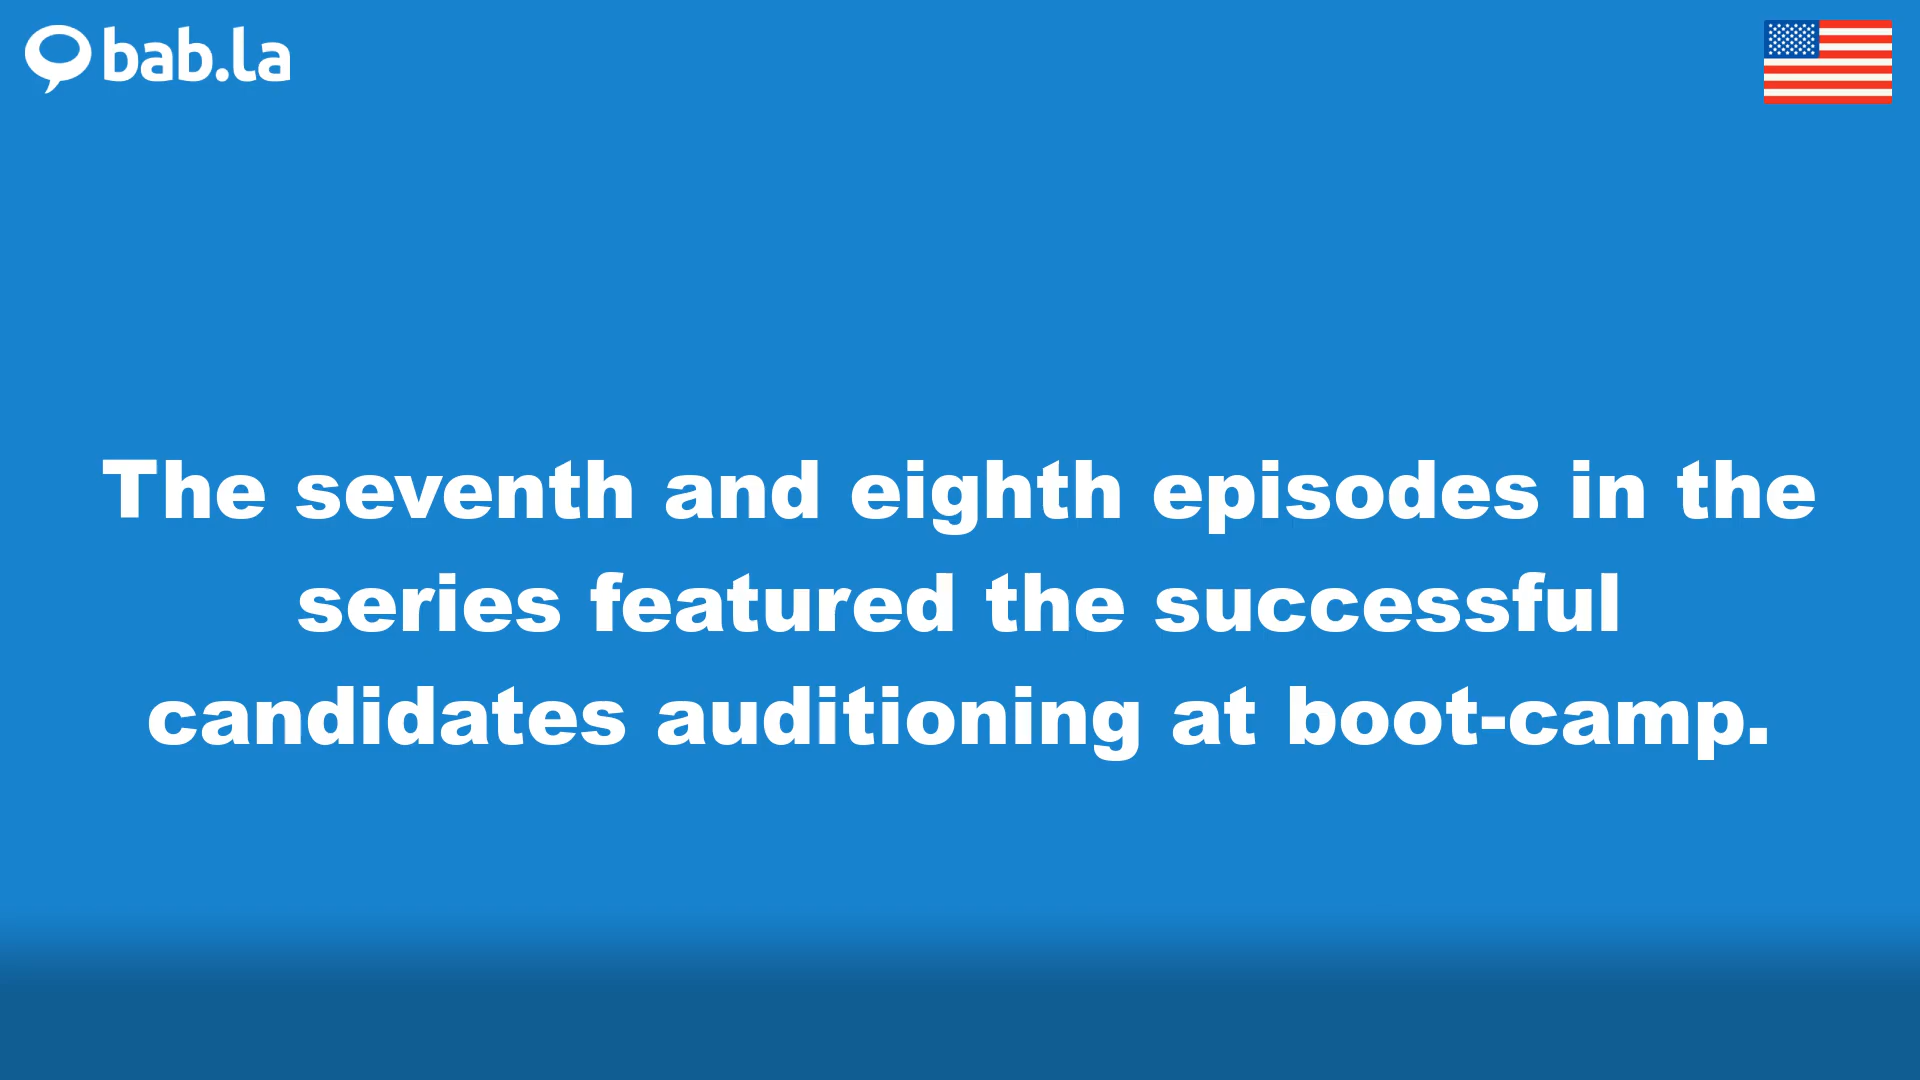 bab.la
The seventh and eighth episodes in the
series featured the successful
candidates auditioning at boot-camp.